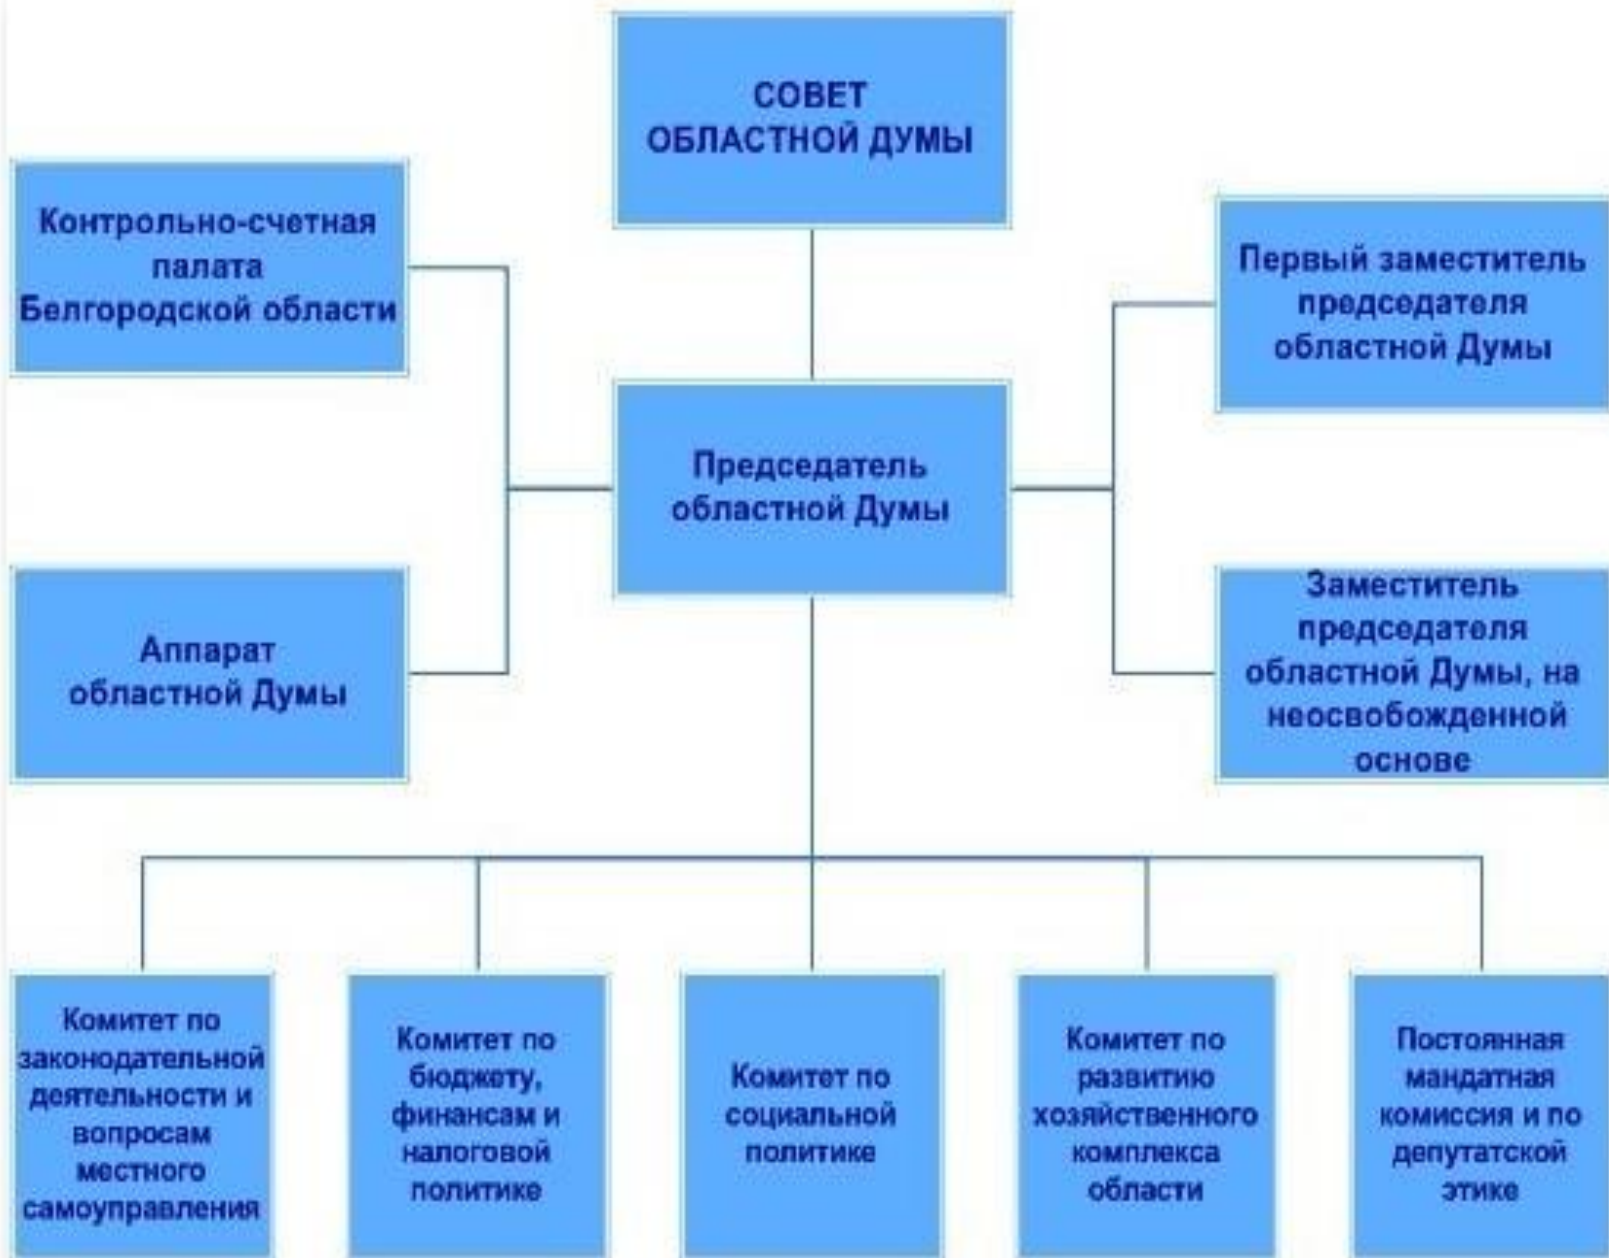 СОВЕТ
ОБЛАСТНОЙ ДУМЫ
Контрольно-счетная
палата
Белгородской области
Первый заместитель
председателя
областной Думы
Председатель
областной Думы
Аппарат
областной Думы
Заместитель
председателя
областной Думы, на
неосвобожденной
основе
Комитет по
законодательной
деятельности и
вопросам
местного
самоуправления
Комитет по
бюджету,
финансам и
налоговой
политике
Комитет по
социальной
политике
Комитет по
развитию
хозяйственного
комплекса
области
Постоянная
мандатная
комиссия и по
депутатской
этике